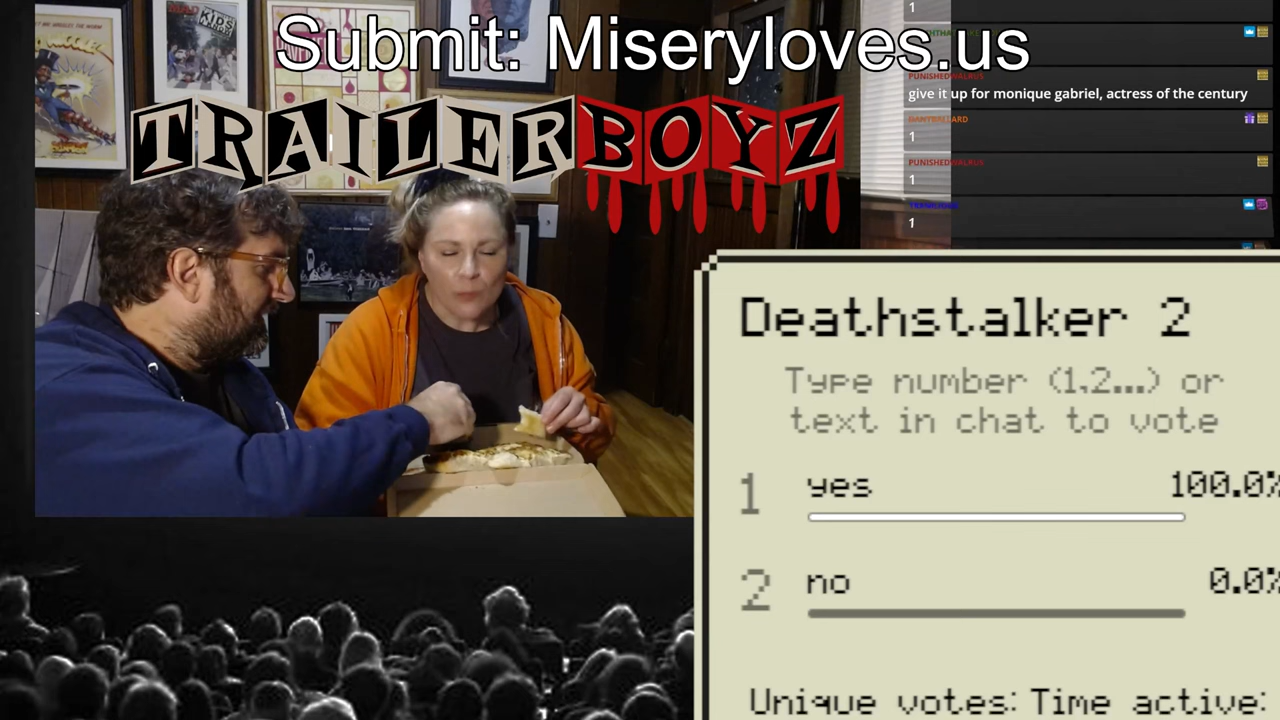 Submit: Miseryloves.us
TRAILERBOYZ
1
PUNISHEDWALRUS
give it up for monique gabriel, actress of the century
1
PUNISHEDWALRUS
1
1
Deathstalker 2
Type number (1,2...) or
text in chat to vote
1 yes 100.0%
2 no 0.0%
Unique votes: Time active: